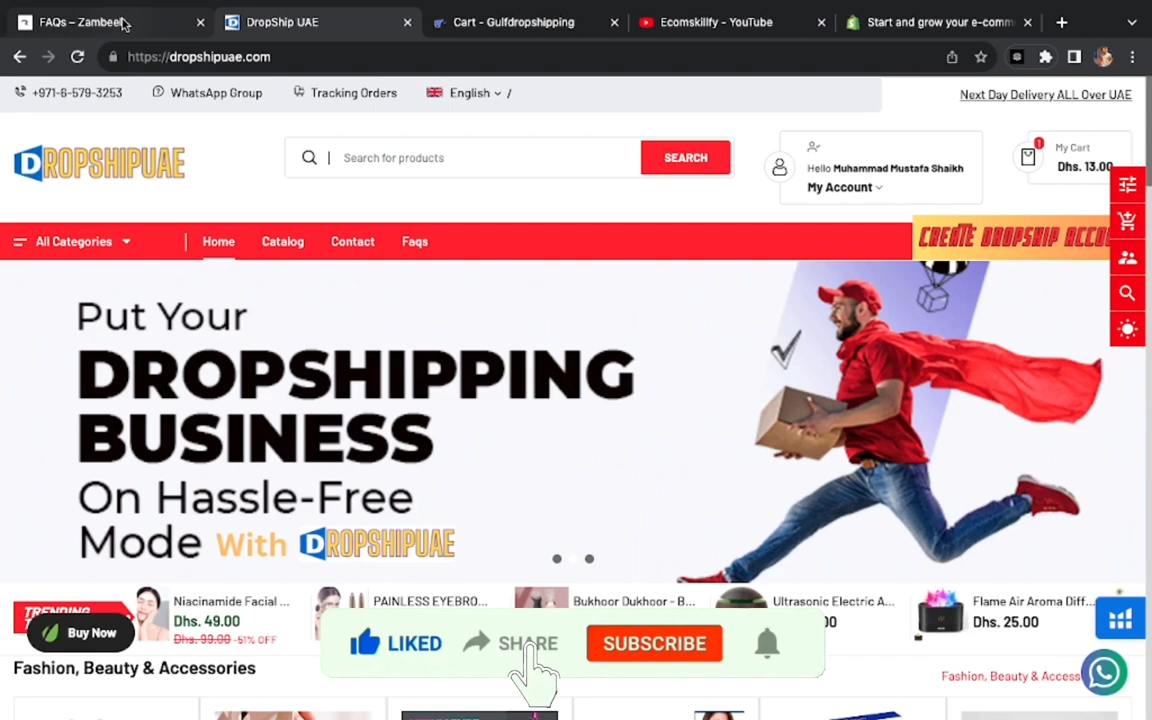 FAQs – Zambeel
DropShip UAE
Cart - Gulfdropshipping
Ecomskillfy - YouTube
Start and grow your e-comm
https://dropshipuae.com
+971-6-579-3253
WhatsApp Group
Tracking Orders
English
/
Next Day Delivery ALL Over UAE
DROPSHIPUAE
Search for products
SEARCH
Hello Muhammad Mustafa Shaikh
My Account
1
My Cart
Dhs. 13.00
All Categories
Home
Catalog
Contact
Faqs
CREATE DROPSHIP
Put Your
DROPSHIPPING
BUSINESS
On Hassle-Free
Mode With DROPSHIPUAE
TRENDING
Niacinamide Facial ...
Dhs. 49.00
Dhs. 99.00 -51% OFF
PAINLESS EYEBRO...
Bukhoor Dukhoor - B...
Ultrasonic Electric A...
Flame Air Aroma Diff...
Dhs. 25.00
Buy Now
LIKED
SHARE
SUBSCRIBE
Fashion, Beauty & Accessories
Fashion, Beauty &